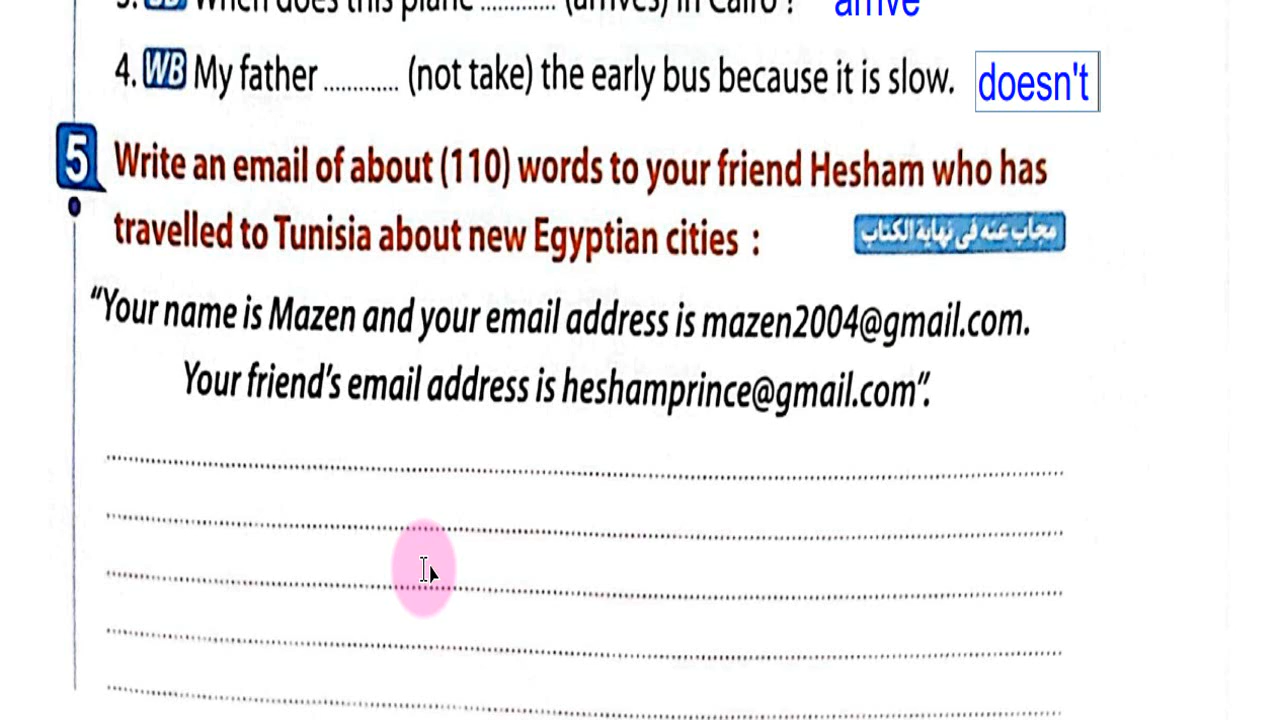 3. SB When does this plane ............ (arrives) in Cairo? arrive
4. WB My father ............ (not take) the early bus because it is slow. doesn't
5 Write an email of about (110) words to your friend Hesham who has
travelled to Tunisia about new Egyptian cities :
مجاب عنه في نهاية الكتاب
“Your name is Mazen and your email address is mazen2004@gmail.com.
Your friend’s email address is heshamprince@gmail.com”.